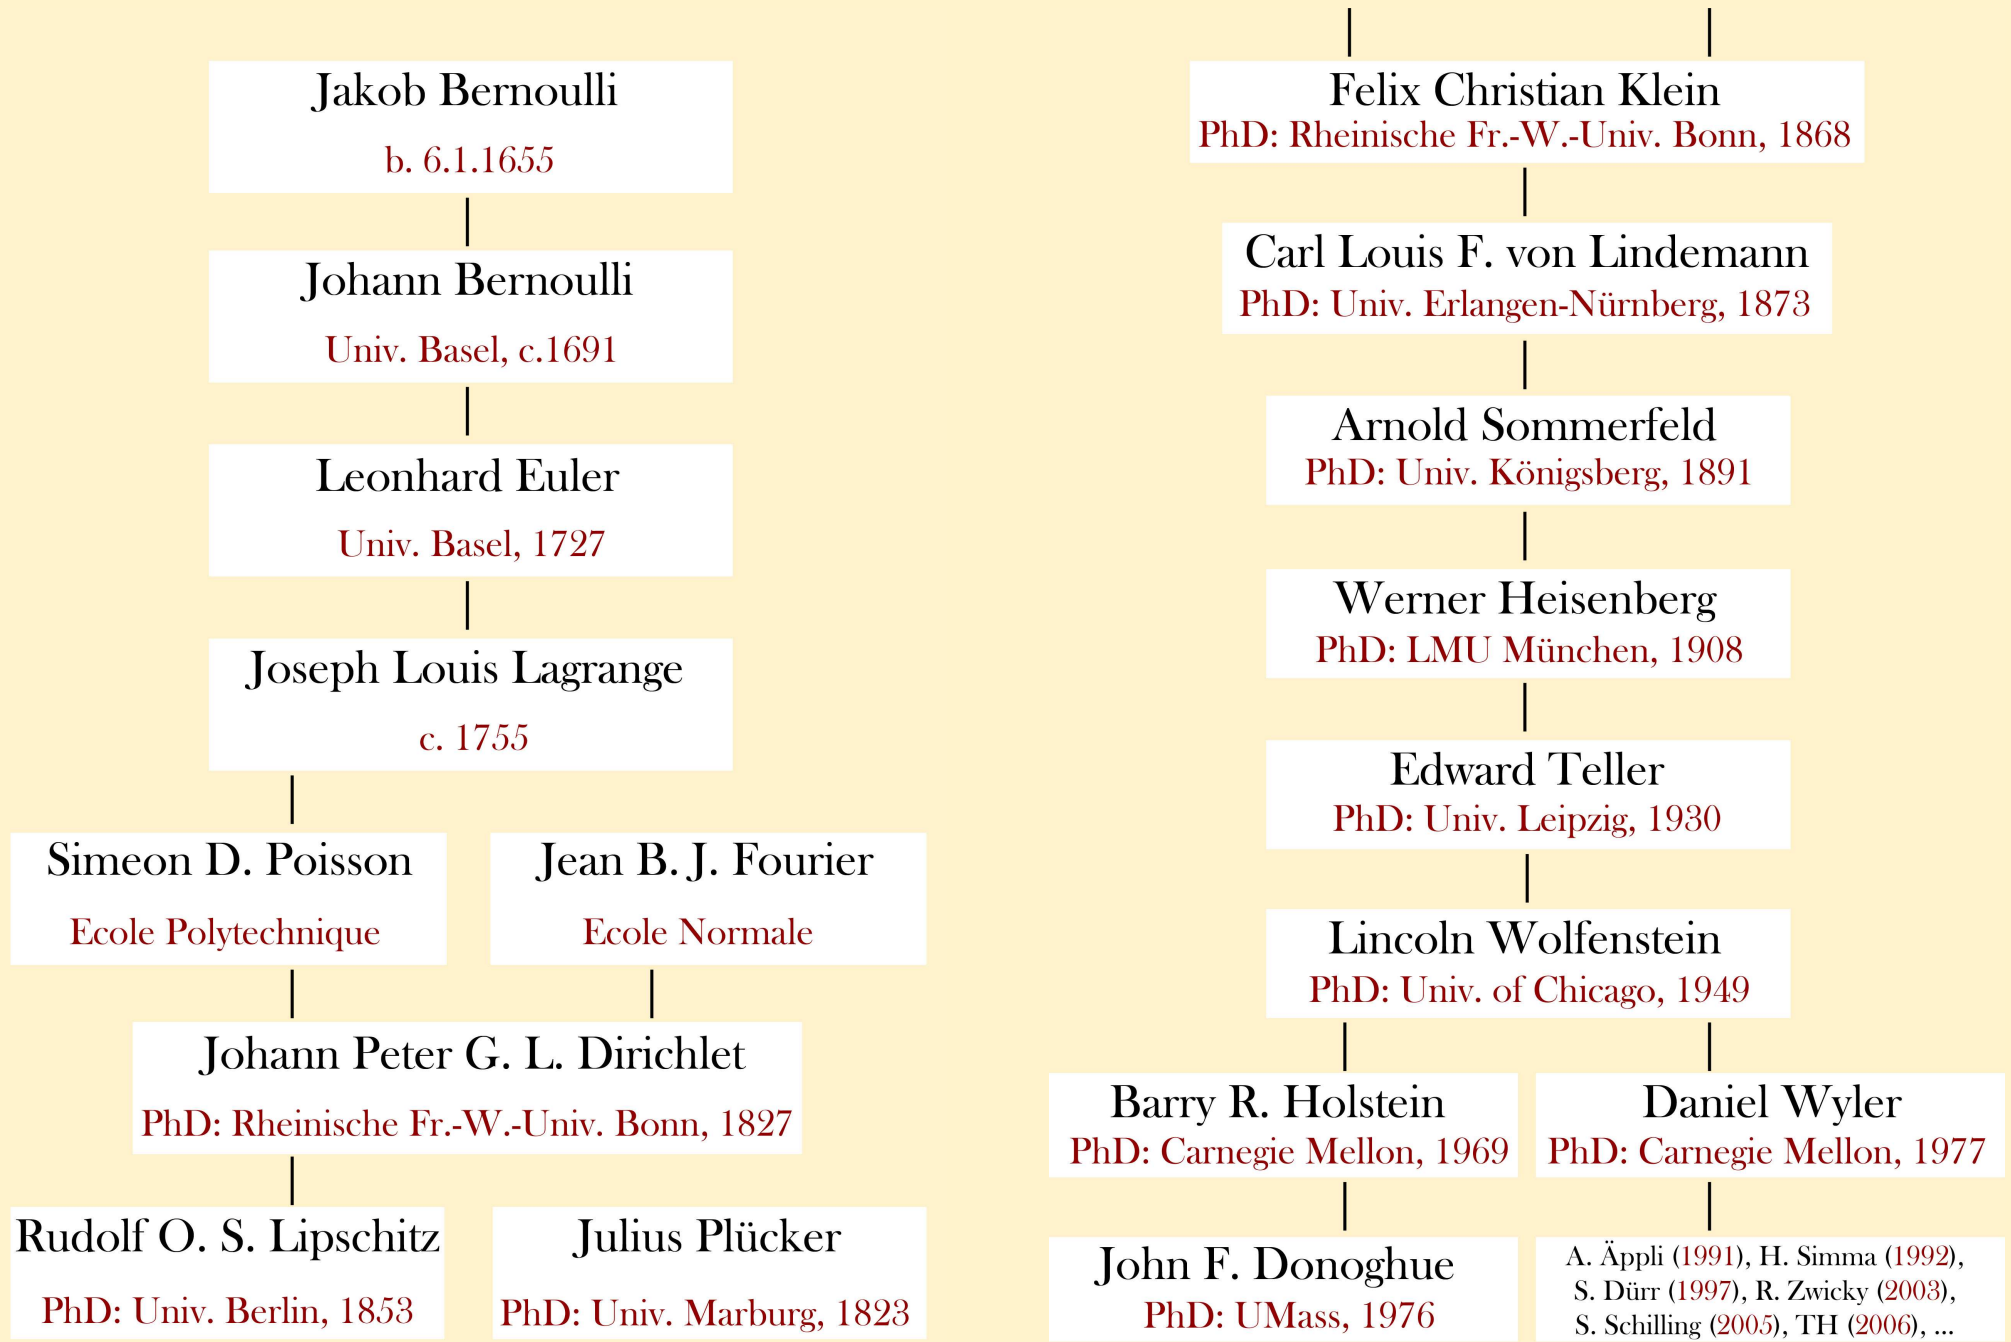 Jakob Bernoulli
b. 6.1.1655
Johann Bernoulli
Univ. Basel, c.1691
Leonhard Euler
Univ. Basel, 1727
Joseph Louis Lagrange
c. 1755
Simeon D. Poisson
Ecole Polytechnique
Jean B. J. Fourier
Ecole Normale
Johann Peter G. L. Dirichlet
PhD: Rheinische Fr.-W.-Univ. Bonn, 1827
Rudolf O. S. Lipschitz
PhD: Univ. Berlin, 1853
Julius Plücker
PhD: Univ. Marburg, 1823
Felix Christian Klein
PhD: Rheinische Fr.-W.-Univ. Bonn, 1868
Carl Louis F. von Lindemann
PhD: Univ. Erlangen-Nürnberg, 1873
Arnold Sommerfeld
PhD: Univ. Königsberg, 1891
Werner Heisenberg
PhD: LMU München, 1908
Edward Teller
PhD: Univ. Leipzig, 1930
Lincoln Wolfenstein
PhD: Univ. of Chicago, 1949
Barry R. Holstein
PhD: Carnegie Mellon, 1969
Daniel Wyler
PhD: Carnegie Mellon, 1977
John F. Donoghue
PhD: UMass, 1976
A. Äppli (1991), H. Simma (1992),
S. Dürr (1997), R. Zwicky (2003),
S. Schilling (2005), TH (2006), ...